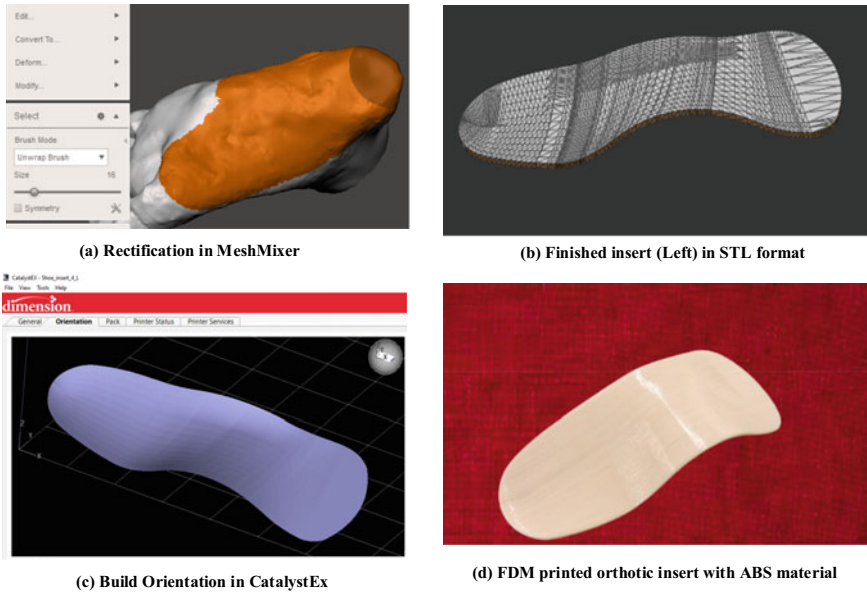 Edit...
Convert To...
Deform...
Modify...
Select
Brush Mode
Unwrap Brush
Size 16
Symmetry
(a) Rectification in MeshMixer
(b) Finished insert (Left) in STL format
CatalystEX - Shoe_insert_4_L
File View Tools Help
dimension
General Orientation Pack Printer Status Printer Services
Z
Y
X
(c) Build Orientation in CatalystEx
(d) FDM printed orthotic insert with ABS material